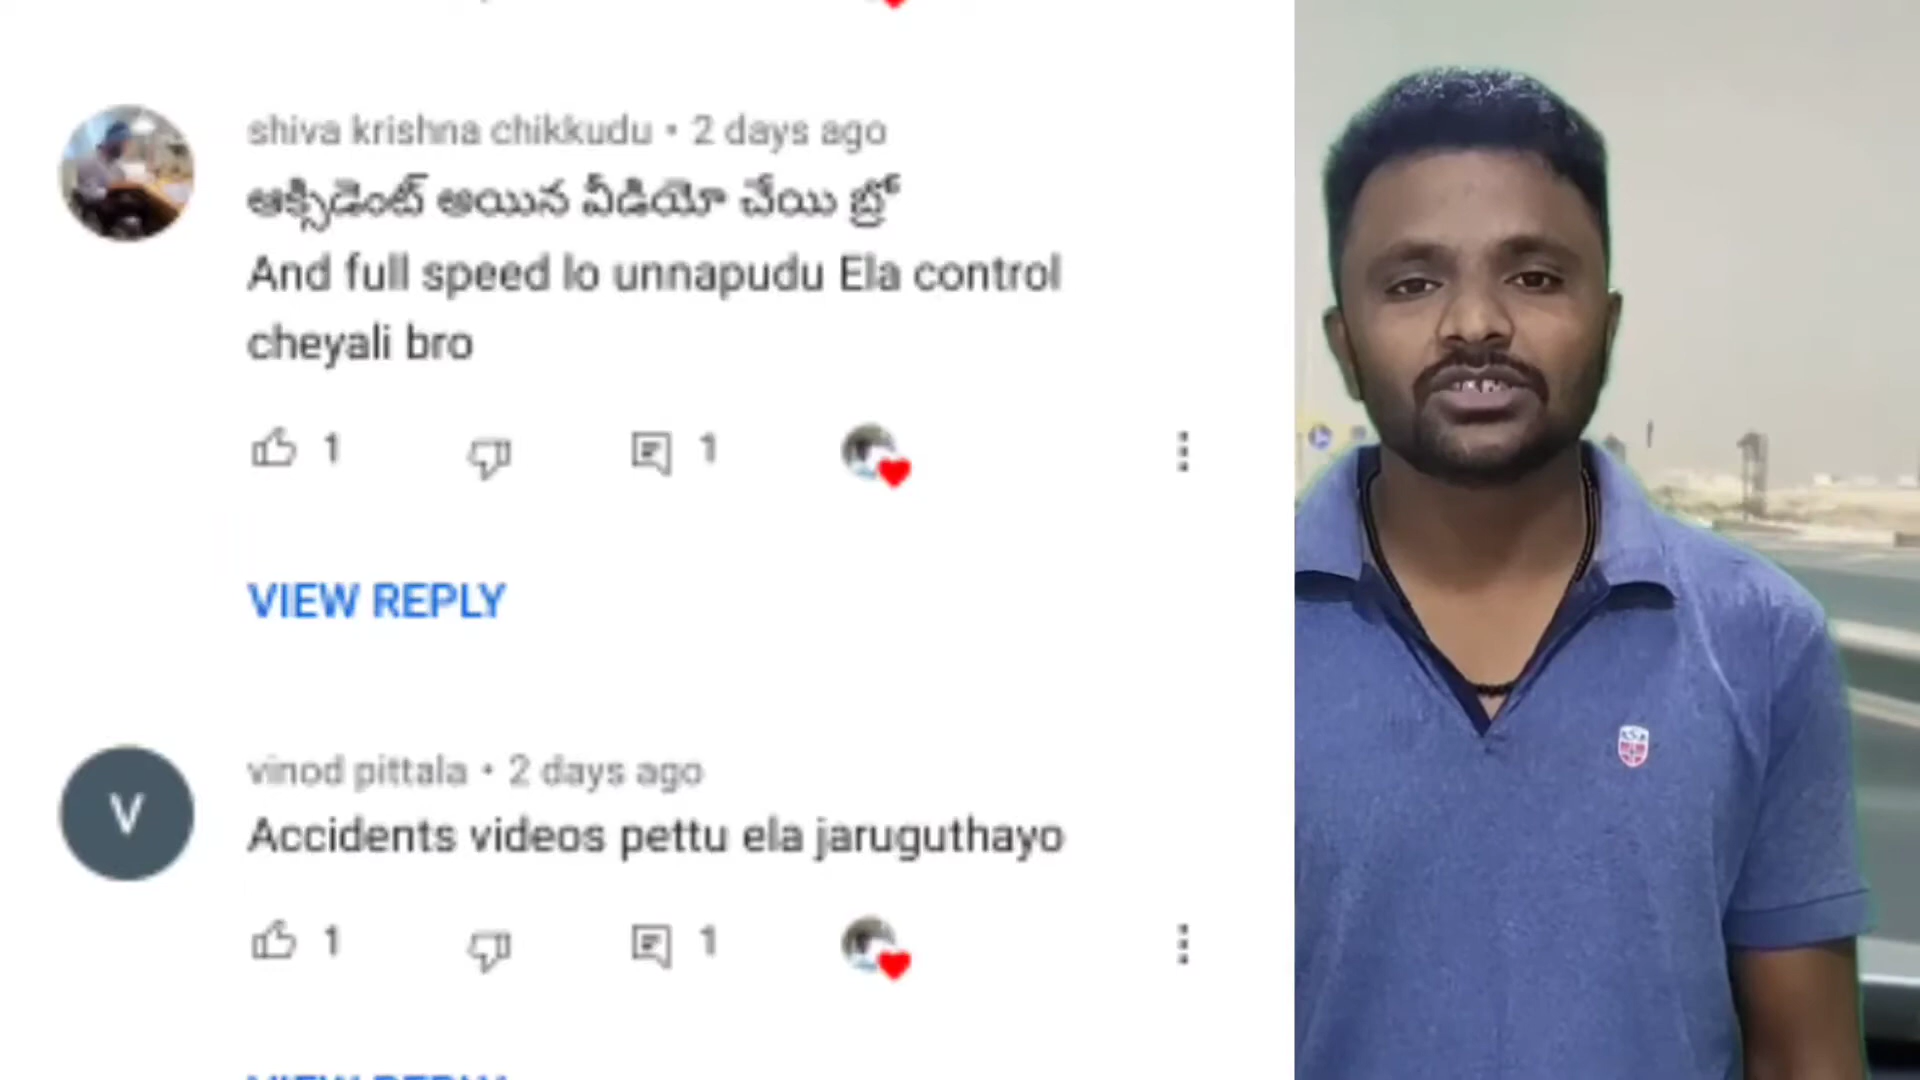 shiva krishna chikkudu • 2 days ago
ఆక్సిడెంట్ అయిన వీడియో చేయి బ్రో
And full speed lo unnapudu Ela control
cheyali bro
1
1
VIEW REPLY
V
vinod pittala • 2 days ago
Accidents videos pettu ela jaruguthayo
1
1